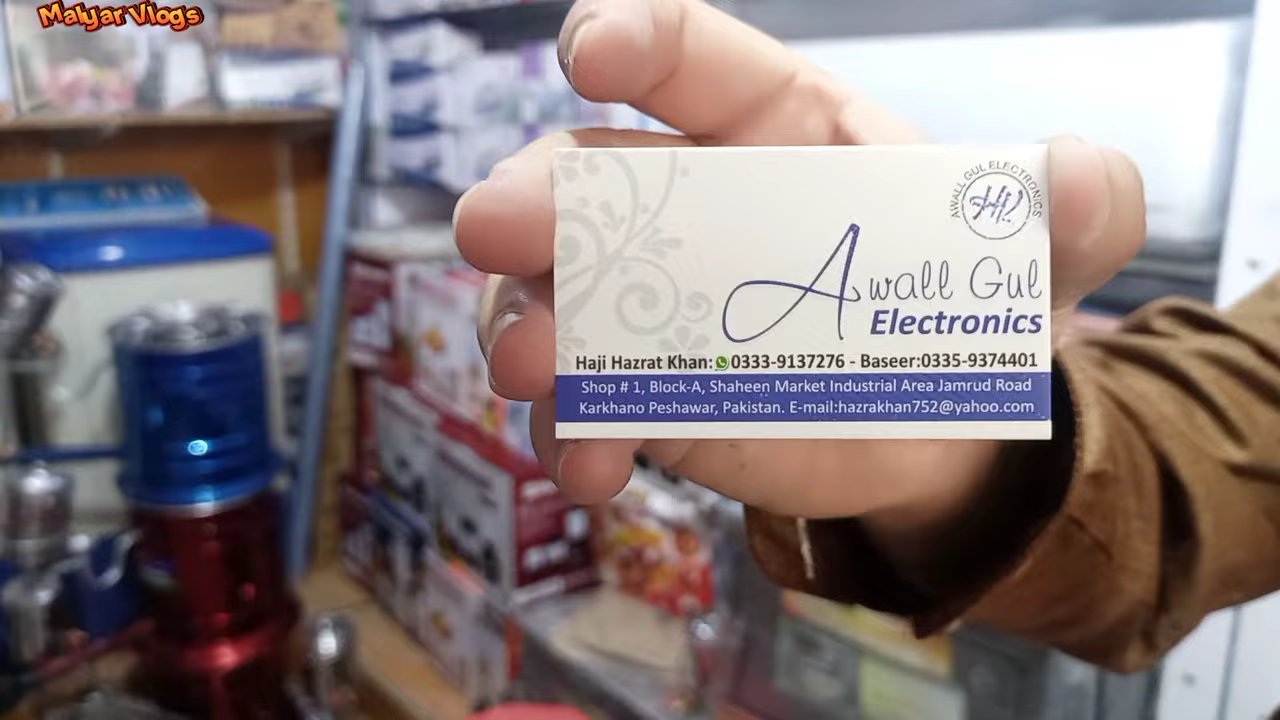 Malyar Vlogs
AWALL GUL ELECTRONICS
Awall Gul
Electronics
Haji Hazrat Khan: 0333-9137276 - Baseer:0335-9374401
Shop # 1, Block-A, Shaheen Market Industrial Area Jamrud Road
Karkhano Peshawar, Pakistan. E-mail:hazrakhan752@yahoo.com